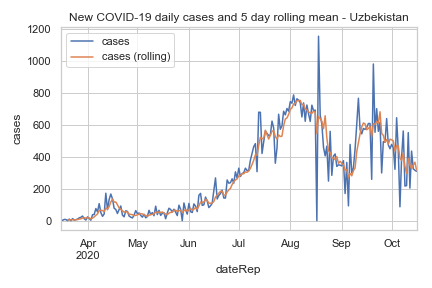 New COVID-19 daily cases and 5 day rolling mean - Uzbekistan
cases
cases (rolling)
1200
1000
800
600
400
200
0
cases
Apr May Jun Jul Aug Sep Oct
2020
dateRep